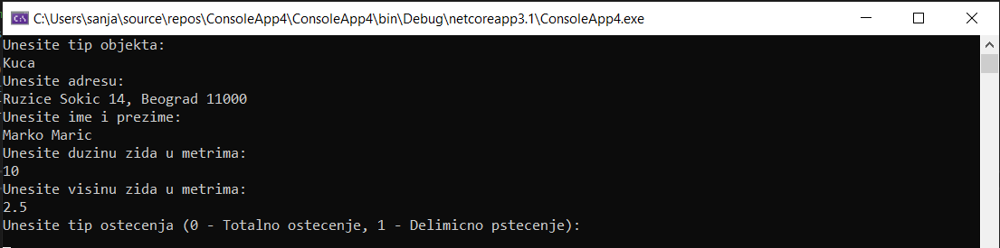 C:\Users\sanja\source\repos\ConsoleApp4\ConsoleApp4\bin\Debug\netcoreapp3.1\ConsoleApp4.exe
Unesite tip objekta:
Kuca
Unesite adresu:
Ruzice Sokic 14, Beograd 11000
Unesite ime i prezime:
Marko Maric
Unesite duzinu zida u metrima:
10
Unesite visinu zida u metrima:
2.5
Unesite tip ostecenja (0 - Totalno ostecenje, 1 - Delimicno pstecenje):